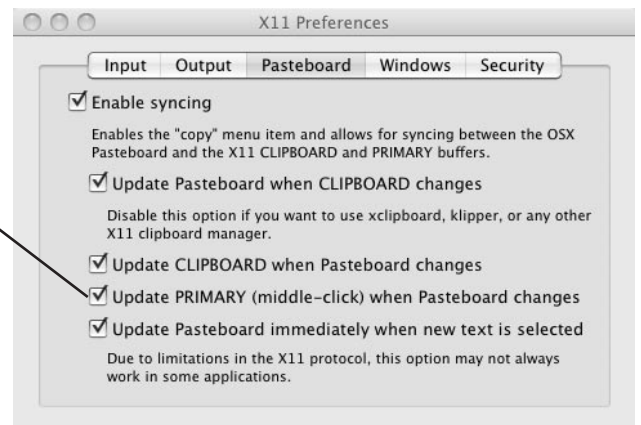 X11 Preferences
Input Output Pasteboard Windows Security
Enable syncing
Enables the "copy" menu item and allows for syncing between the OSX
Pasteboard and the X11 CLIPBOARD and PRIMARY buffers.
Update Pasteboard when CLIPBOARD changes
Disable this option if you want to use xclipboard, klipper, or any other
X11 clipboard manager.
Update CLIPBOARD when Pasteboard changes
Update PRIMARY (middle-click) when Pasteboard changes
Update Pasteboard immediately when new text is selected
Due to limitations in the X11 protocol, this option may not always
work in some applications.